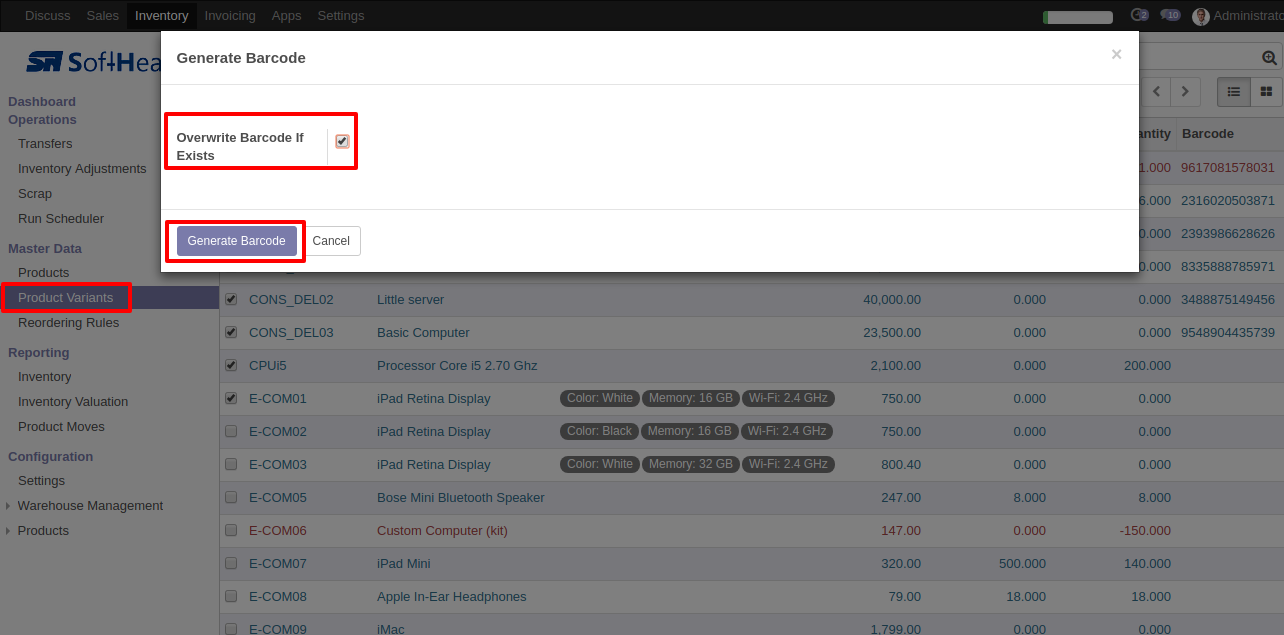 Discuss Sales Inventory Invoicing Apps Settings 2 10 Administrato
SofHea
Generate Barcode ×
Dashboard
Operations
Transfers
Inventory Adjustments
Scrap
Run Scheduler
Master Data
Products
Product Variants
Reordering Rules
Reporting
Inventory
Inventory Valuation
Product Moves
Configuration
Settings
Warehouse Management
Products
Overwrite Barcode If
Exists
Generate Barcode Cancel
antity Barcode
1.000 9617081578031
6.000 2316020503871
0.000 2393986628626
0.000 8335888785971
CONS_DEL02 Little server 40,000.00 0.000 0.000 3488875149456
CONS_DEL03 Basic Computer 23,500.00 0.000 0.000 9548904435739
CPUi5 Processor Core i5 2.70 Ghz 2,100.00 0.000 200.000
E-COM01 iPad Retina Display Color: White Memory: 16 GB Wi-Fi: 2.4 GHz 750.00 0.000 0.000
E-COM02 iPad Retina Display Color: Black Memory: 16 GB Wi-Fi: 2.4 GHz 750.00 0.000 0.000
E-COM03 iPad Retina Display Color: White Memory: 32 GB Wi-Fi: 2.4 GHz 800.40 0.000 0.000
E-COM05 Bose Mini Bluetooth Speaker 247.00 8.000 8.000
E-COM06 Custom Computer (kit) 147.00 0.000 -150.000
E-COM07 iPad Mini 320.00 500.000 140.000
E-COM08 Apple In-Ear Headphones 79.00 18.000 18.000
E-COM09 iMac 1,799.00 0.000 0.000